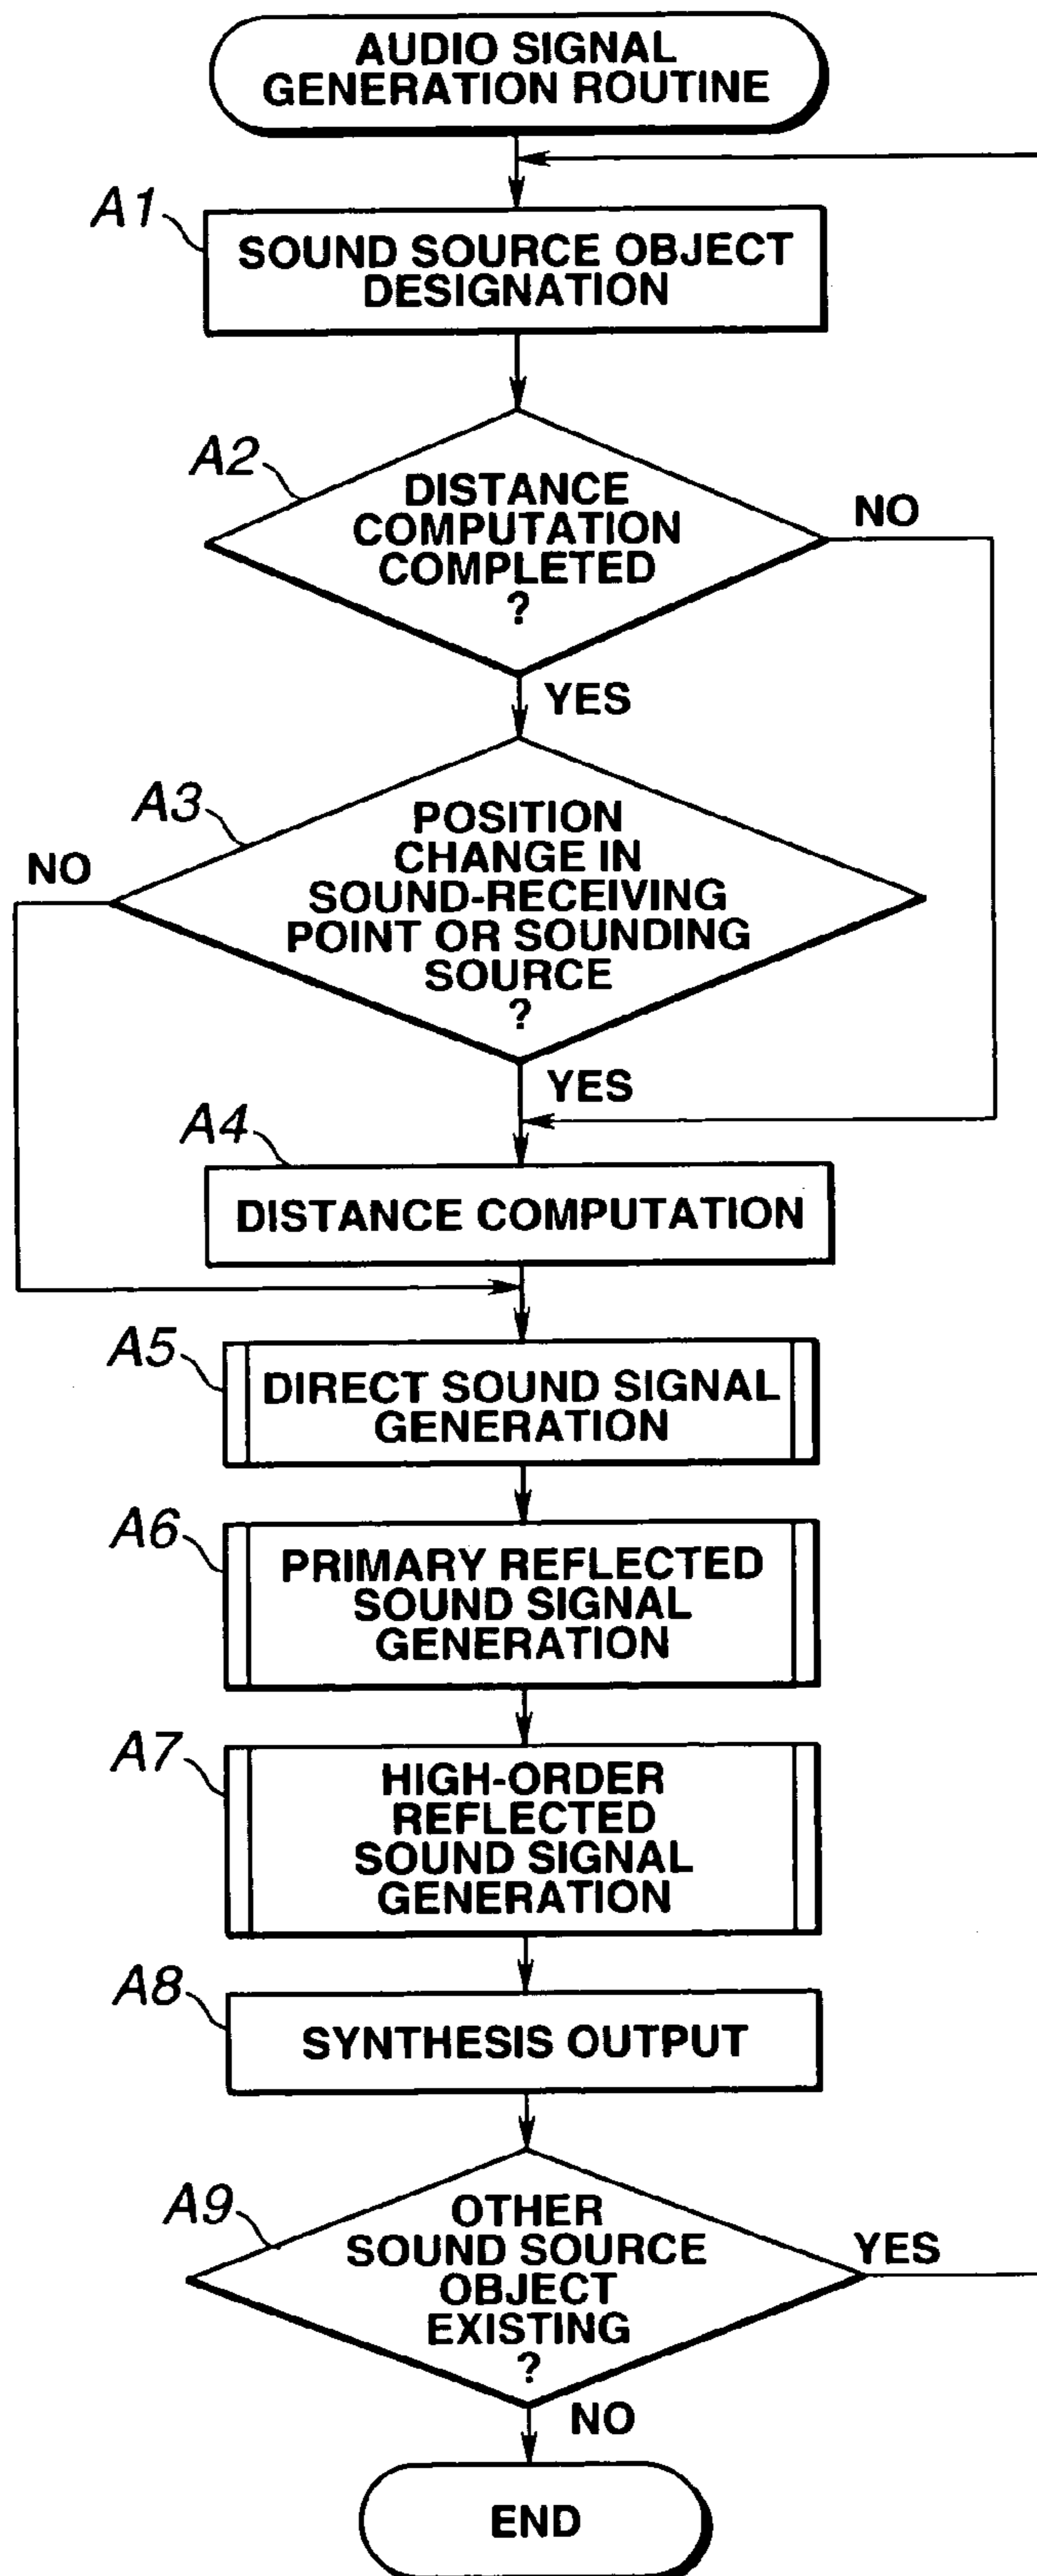 AUDIO SIGNAL
GENERATION ROUTINE
A1
SOUND SOURCE OBJECT
DESIGNATION
A2
DISTANCE
COMPUTATION
COMPLETED
?
NO
YES
A3
POSITION
CHANGE IN
SOUND-RECEIVING
POINT OR SOUNDING
SOURCE
?
NO
YES
A4
DISTANCE COMPUTATION
A5
DIRECT SOUND SIGNAL
GENERATION
A6
PRIMARY REFLECTED
SOUND SIGNAL
GENERATION
A7
HIGH-ORDER
REFLECTED
SOUND SIGNAL
GENERATION
A8
SYNTHESIS OUTPUT
A9
OTHER
SOUND SOURCE
OBJECT
EXISTING
?
YES
NO
END